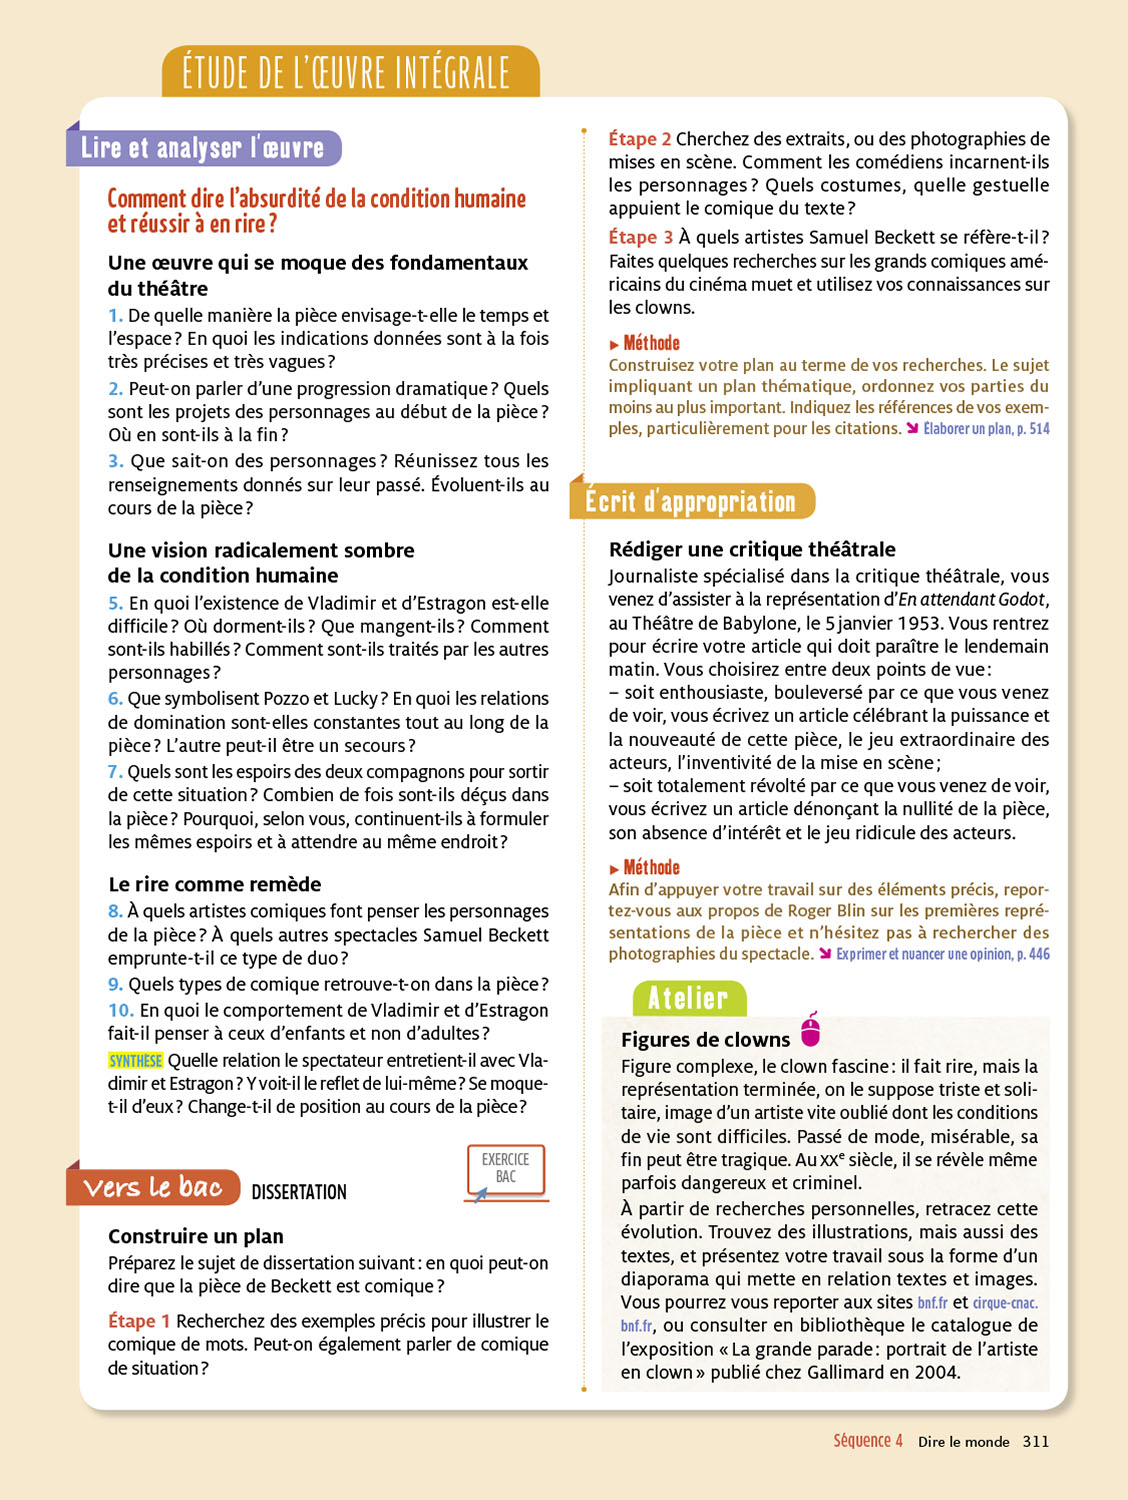 ÉTUDE DE L'ŒUVRE INTÉGRALE
Lire et analyser l'œuvre
Comment dire l'absurdité de la condition humaine
et réussir à en rire ?
Une œuvre qui se moque des fondamentaux
du théâtre
1. De quelle manière la pièce envisage-t-elle le temps et
l'espace ? En quoi les indications données sont à la fois
très précises et très vagues ?
2. Peut-on parler d'une progression dramatique ? Quels
sont les projets des personnages au début de la pièce ?
Où en sont-ils à la fin ?
3. Que sait-on des personnages ? Réunissez tous les
renseignements donnés sur leur passé. Évoluent-ils au
cours de la pièce ?
Une vision radicalement sombre
de la condition humaine
5. En quoi l'existence de Vladimir et d'Estragon est-elle
difficile ? Où dorment-ils ? Que mangent-ils ? Comment
sont-ils habillés ? Comment sont-ils traités par les autres
personnages ?
6. Que symbolisent Pozzo et Lucky ? En quoi les relations
de domination sont-elles constantes tout au long de la
pièce ? L'autre peut-il être un secours ?
7. Quels sont les espoirs des deux compagnons pour sortir
de cette situation ? Combien de fois sont-ils déçus dans
la pièce ? Pourquoi, selon vous, continuent-ils à formuler
les mêmes espoirs et à attendre au même endroit ?
Le rire comme remède
8. À quels artistes comiques font penser les personnages
de la pièce ? À quels autres spectacles Samuel Beckett
emprunte-t-il ce type de duo ?
9. Quels types de comique retrouve-t-on dans la pièce ?
10. En quoi le comportement de Vladimir et d'Estragon
fait-il penser à ceux d'enfants et non d'adultes ?
SYNTHÈSE Quelle relation le spectateur entretient-il avec Vla-
dimir et Estragon ? Y voit-il le reflet de lui-même ? Se moque-
t-il d'eux ? Change-t-il de position au cours de la pièce ?
Vers le bac DISSERTATION
EXERCICE
BAC
Construire un plan
Préparez le sujet de dissertation suivant : en quoi peut-on
dire que la pièce de Beckett est comique ?
Étape 1 Recherchez des exemples précis pour illustrer le
comique de mots. Peut-on également parler de comique
de situation ?
Étape 2 Cherchez des extraits, ou des photographies de
mises en scène. Comment les comédiens incarnent-ils
les personnages ? Quels costumes, quelle gestuelle
appuient le comique du texte ?
Étape 3 À quels artistes Samuel Beckett se réfère-t-il ?
Faites quelques recherches sur les grands comiques amé-
ricains du cinéma muet et utilisez vos connaissances sur
les clowns.
► Méthode
Construisez votre plan au terme de vos recherches. Le sujet
impliquant un plan thématique, ordonnez vos parties du
moins au plus important. Indiquez les références de vos exem-
ples, particulièrement pour les citations. ↘ Élaborer un plan, p. 514
Écrit d'appropriation
Rédiger une critique théâtrale
Journaliste spécialisé dans la critique théâtrale, vous
venez d'assister à la représentation d'En attendant Godot,
au Théâtre de Babylone, le 5 janvier 1953. Vous rentrez
pour écrire votre article qui doit paraître le lendemain
matin. Vous choisirez entre deux points de vue :
– soit enthousiaste, bouleversé par ce que vous venez
de voir, vous écrivez un article célébrant la puissance et
la nouveauté de cette pièce, le jeu extraordinaire des
acteurs, l'inventivité de la mise en scène ;
– soit totalement révolté par ce que vous venez de voir,
vous écrivez un article dénonçant la nullité de la pièce,
son absence d'intérêt et le jeu ridicule des acteurs.
► Méthode
Afin d'appuyer votre travail sur des éléments précis, repor-
tez-vous aux propos de Roger Blin sur les premières repré-
sentations de la pièce et n'hésitez pas à rechercher des
photographies du spectacle. ↘ Exprimer et nuancer une opinion, p. 446
Atelier
Figures de clowns
Figure complexe, le clown fascine : il fait rire, mais la
représentation terminée, on le suppose triste et soli-
taire, image d'un artiste vite oublié dont les conditions
de vie sont difficiles. Passé de mode, misérable, sa
fin peut être tragique. Au XXe siècle, il se révèle même
parfois dangereux et criminel.
À partir de recherches personnelles, retracez cette
évolution. Trouvez des illustrations, mais aussi des
textes, et présentez votre travail sous la forme d'un
diaporama qui mette en relation textes et images.
Vous pourrez vous reporter aux sites bnf.fr et cirque-cnac.
bnf.fr, ou consulter en bibliothèque le catalogue de
l'exposition « La grande parade : portrait de l'artiste
en clown » publié chez Gallimard en 2004.
Séquence 4 Dire le monde 311